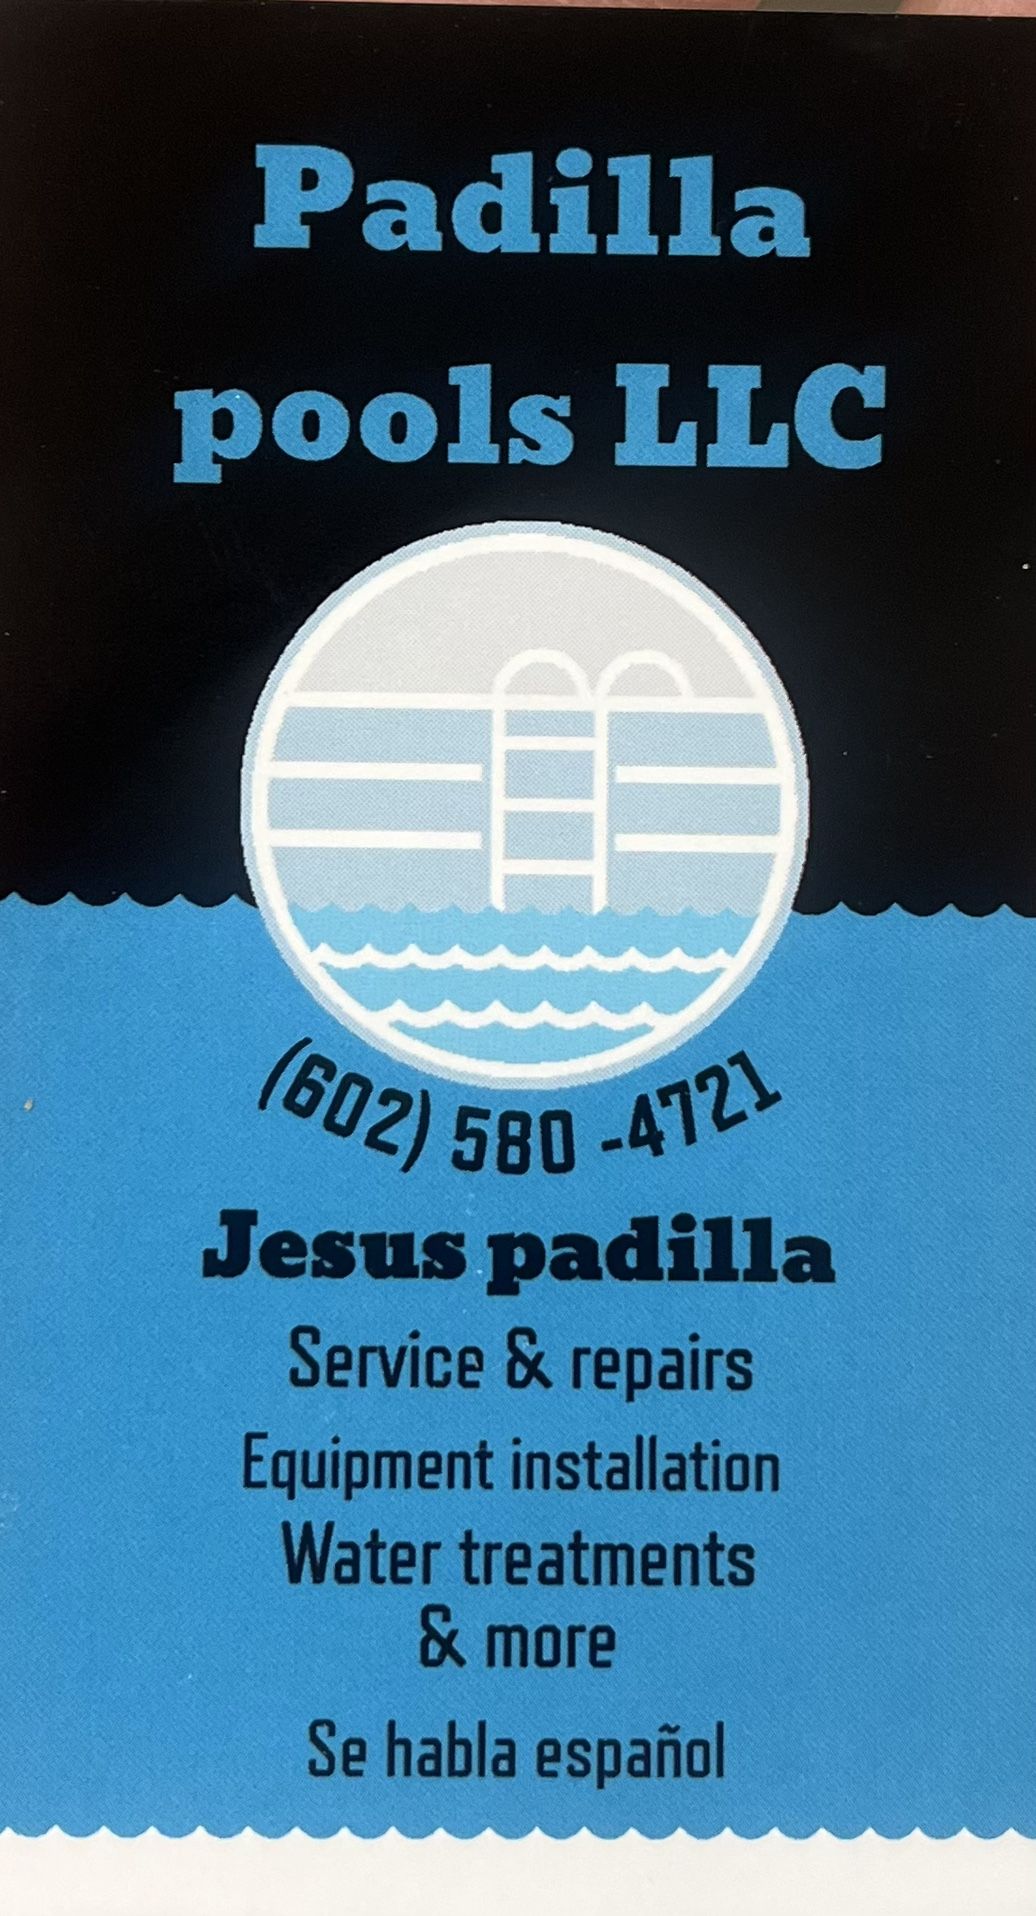 Padilla
pools LLC
(602) 580 -4721
Jesus padilla
Service & repairs
Equipment installation
Water treatments
& more
Se habla español